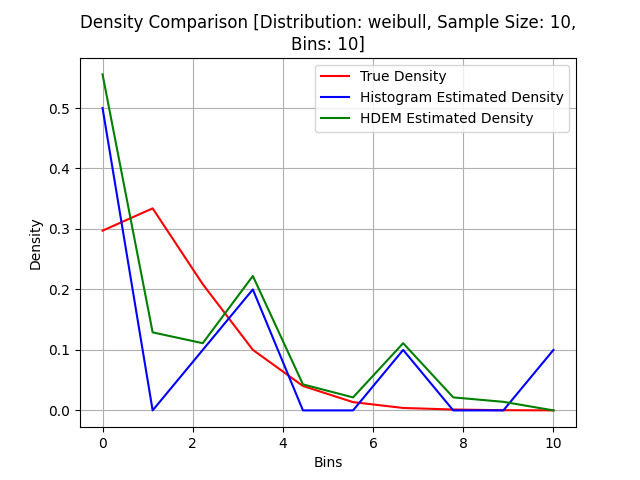 Density Comparison [Distribution: weibull, Sample Size: 10,
Bins: 10]
True Density
Histogram Estimated Density
HDEM Estimated Density
Density
0.5
0.4
0.3
0.2
0.1
0.0
0 2 4 6 8 10
Bins